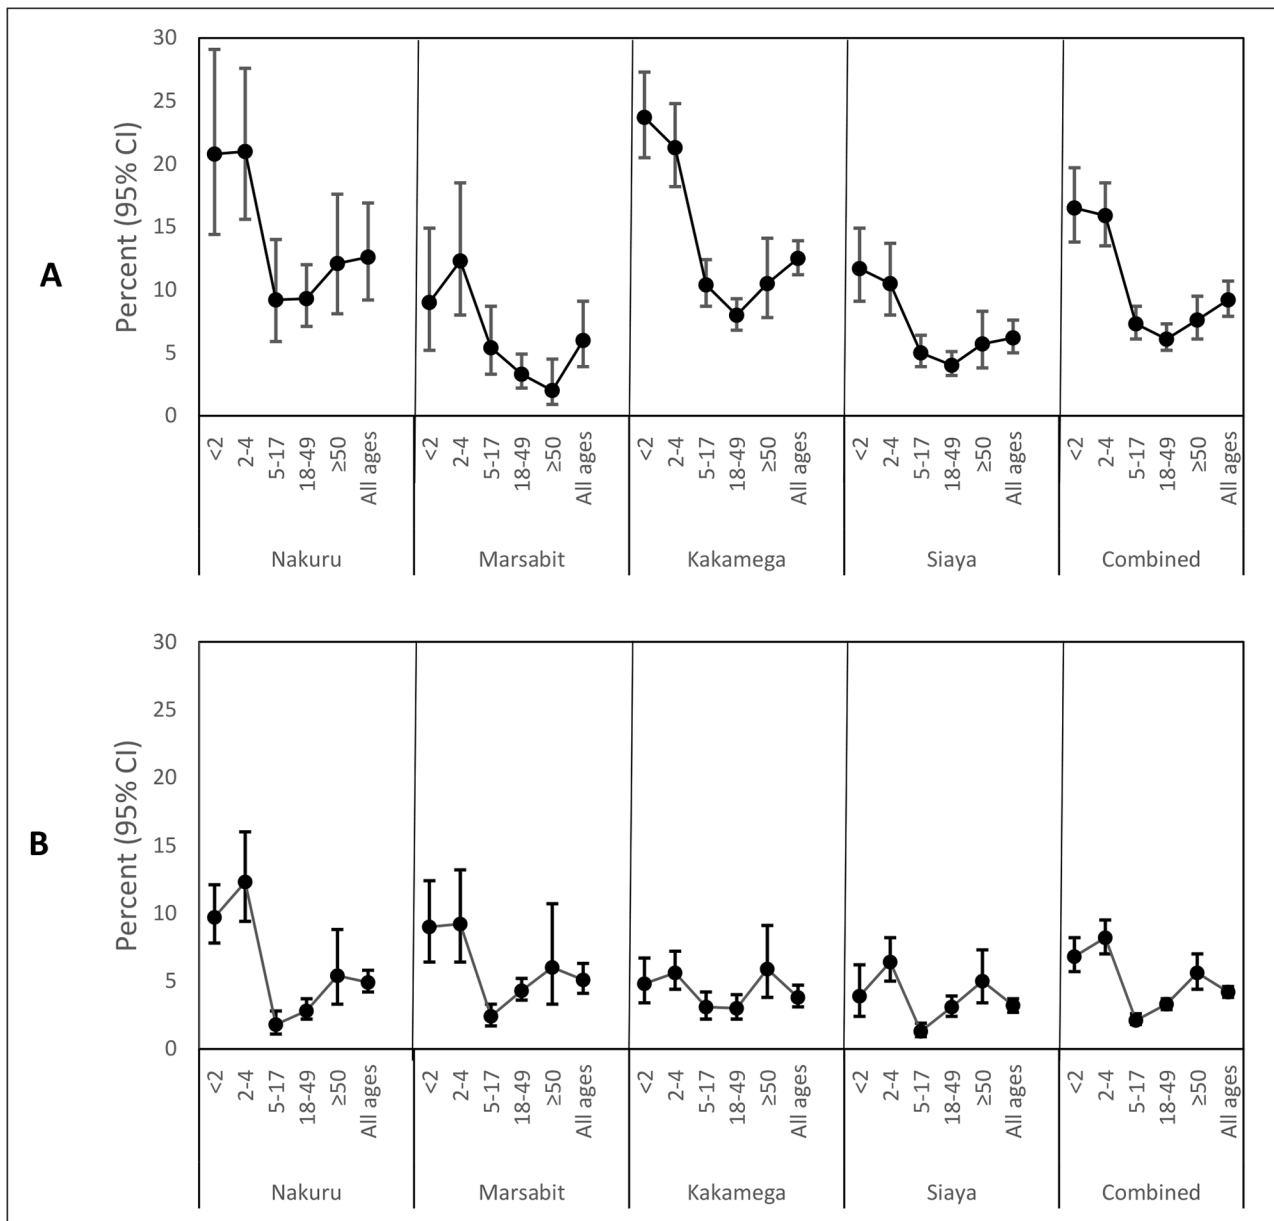 A
Percent (95% CI)
30
25
20
15
10
5
0
<2 2-4 5-17 18-49 ≥50 All ages <2 2-4 5-17 18-49 ≥50 All ages <2 2-4 5-17 18-49 ≥50 All ages <2 2-4 5-17 18-49 ≥50 All ages <2 2-4 5-17 18-49 ≥50 All ages
Nakuru Marsabit Kakamega Siaya Combined
B
Percent (95% CI)
30
25
20
15
10
5
0
<2 2-4 5-17 18-49 ≥50 All ages <2 2-4 5-17 18-49 ≥50 All ages <2 2-4 5-17 18-49 ≥50 All ages <2 2-4 5-17 18-49 ≥50 All ages <2 2-4 5-17 18-49 ≥50 All ages
Nakuru Marsabit Kakamega Siaya Combined